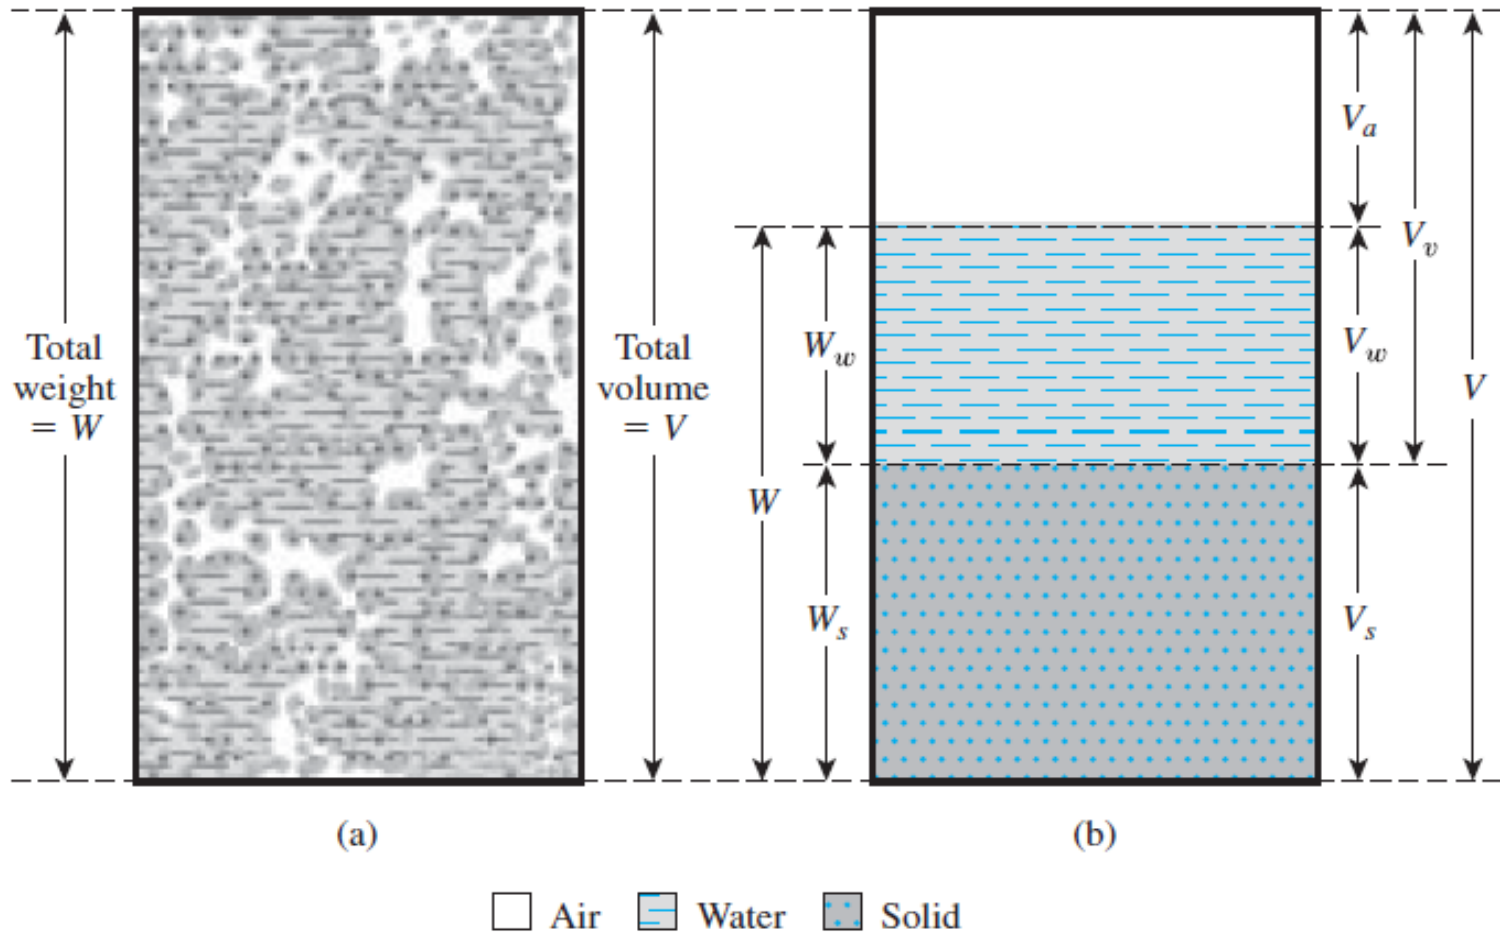 Total
weight
= W
Total
volume
= V
W
W_w
W_s
V_a
V_w
V_s
V_v
V
(a)
(b)
Air
Water
Solid